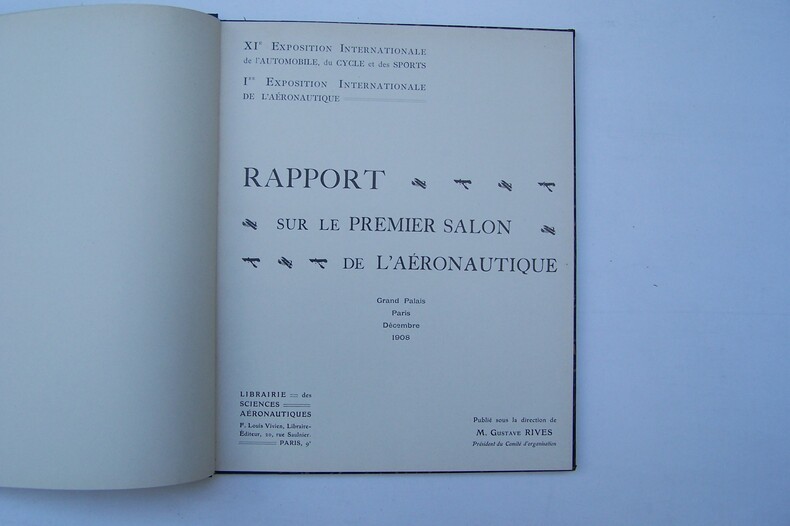 XIe Exposition Internationale
de l'AUTOMOBILE, du CYCLE et des SPORTS
Ire Exposition Internationale
DE L'AÉRONAUTIQUE
RAPPORT
SUR LE PREMIER SALON
DE L'AÉRONAUTIQUE
Grand Palais
Paris
Décembre
1908
LIBRAIRIE des
SCIENCES
AÉRONAUTIQUES
F. Louis Vivien, Libraire-
Editeur, 20, rue Saulnier.
PARIS, 9e
Publié sous la direction de
M. Gustave RIVES
Président du Comité d'organisation